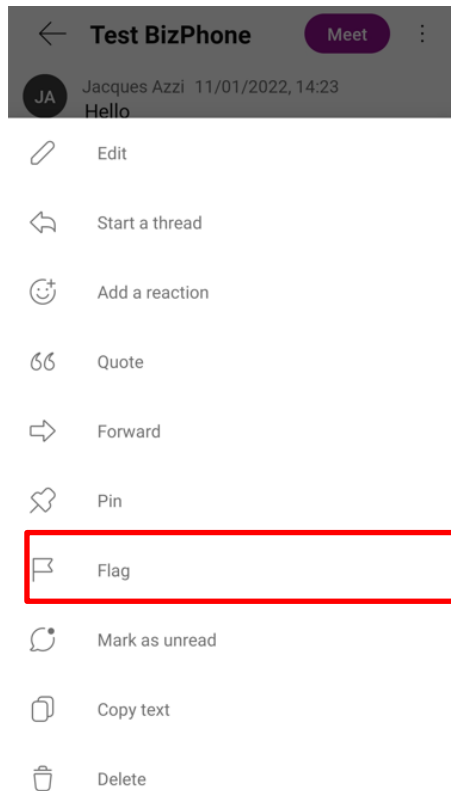 Test BizPhone Meet
JA Jacques Azzi 11/01/2022, 14:23
Hello
Edit
Start a thread
Add a reaction
Quote
Forward
Pin
Flag
Mark as unread
Copy text
Delete